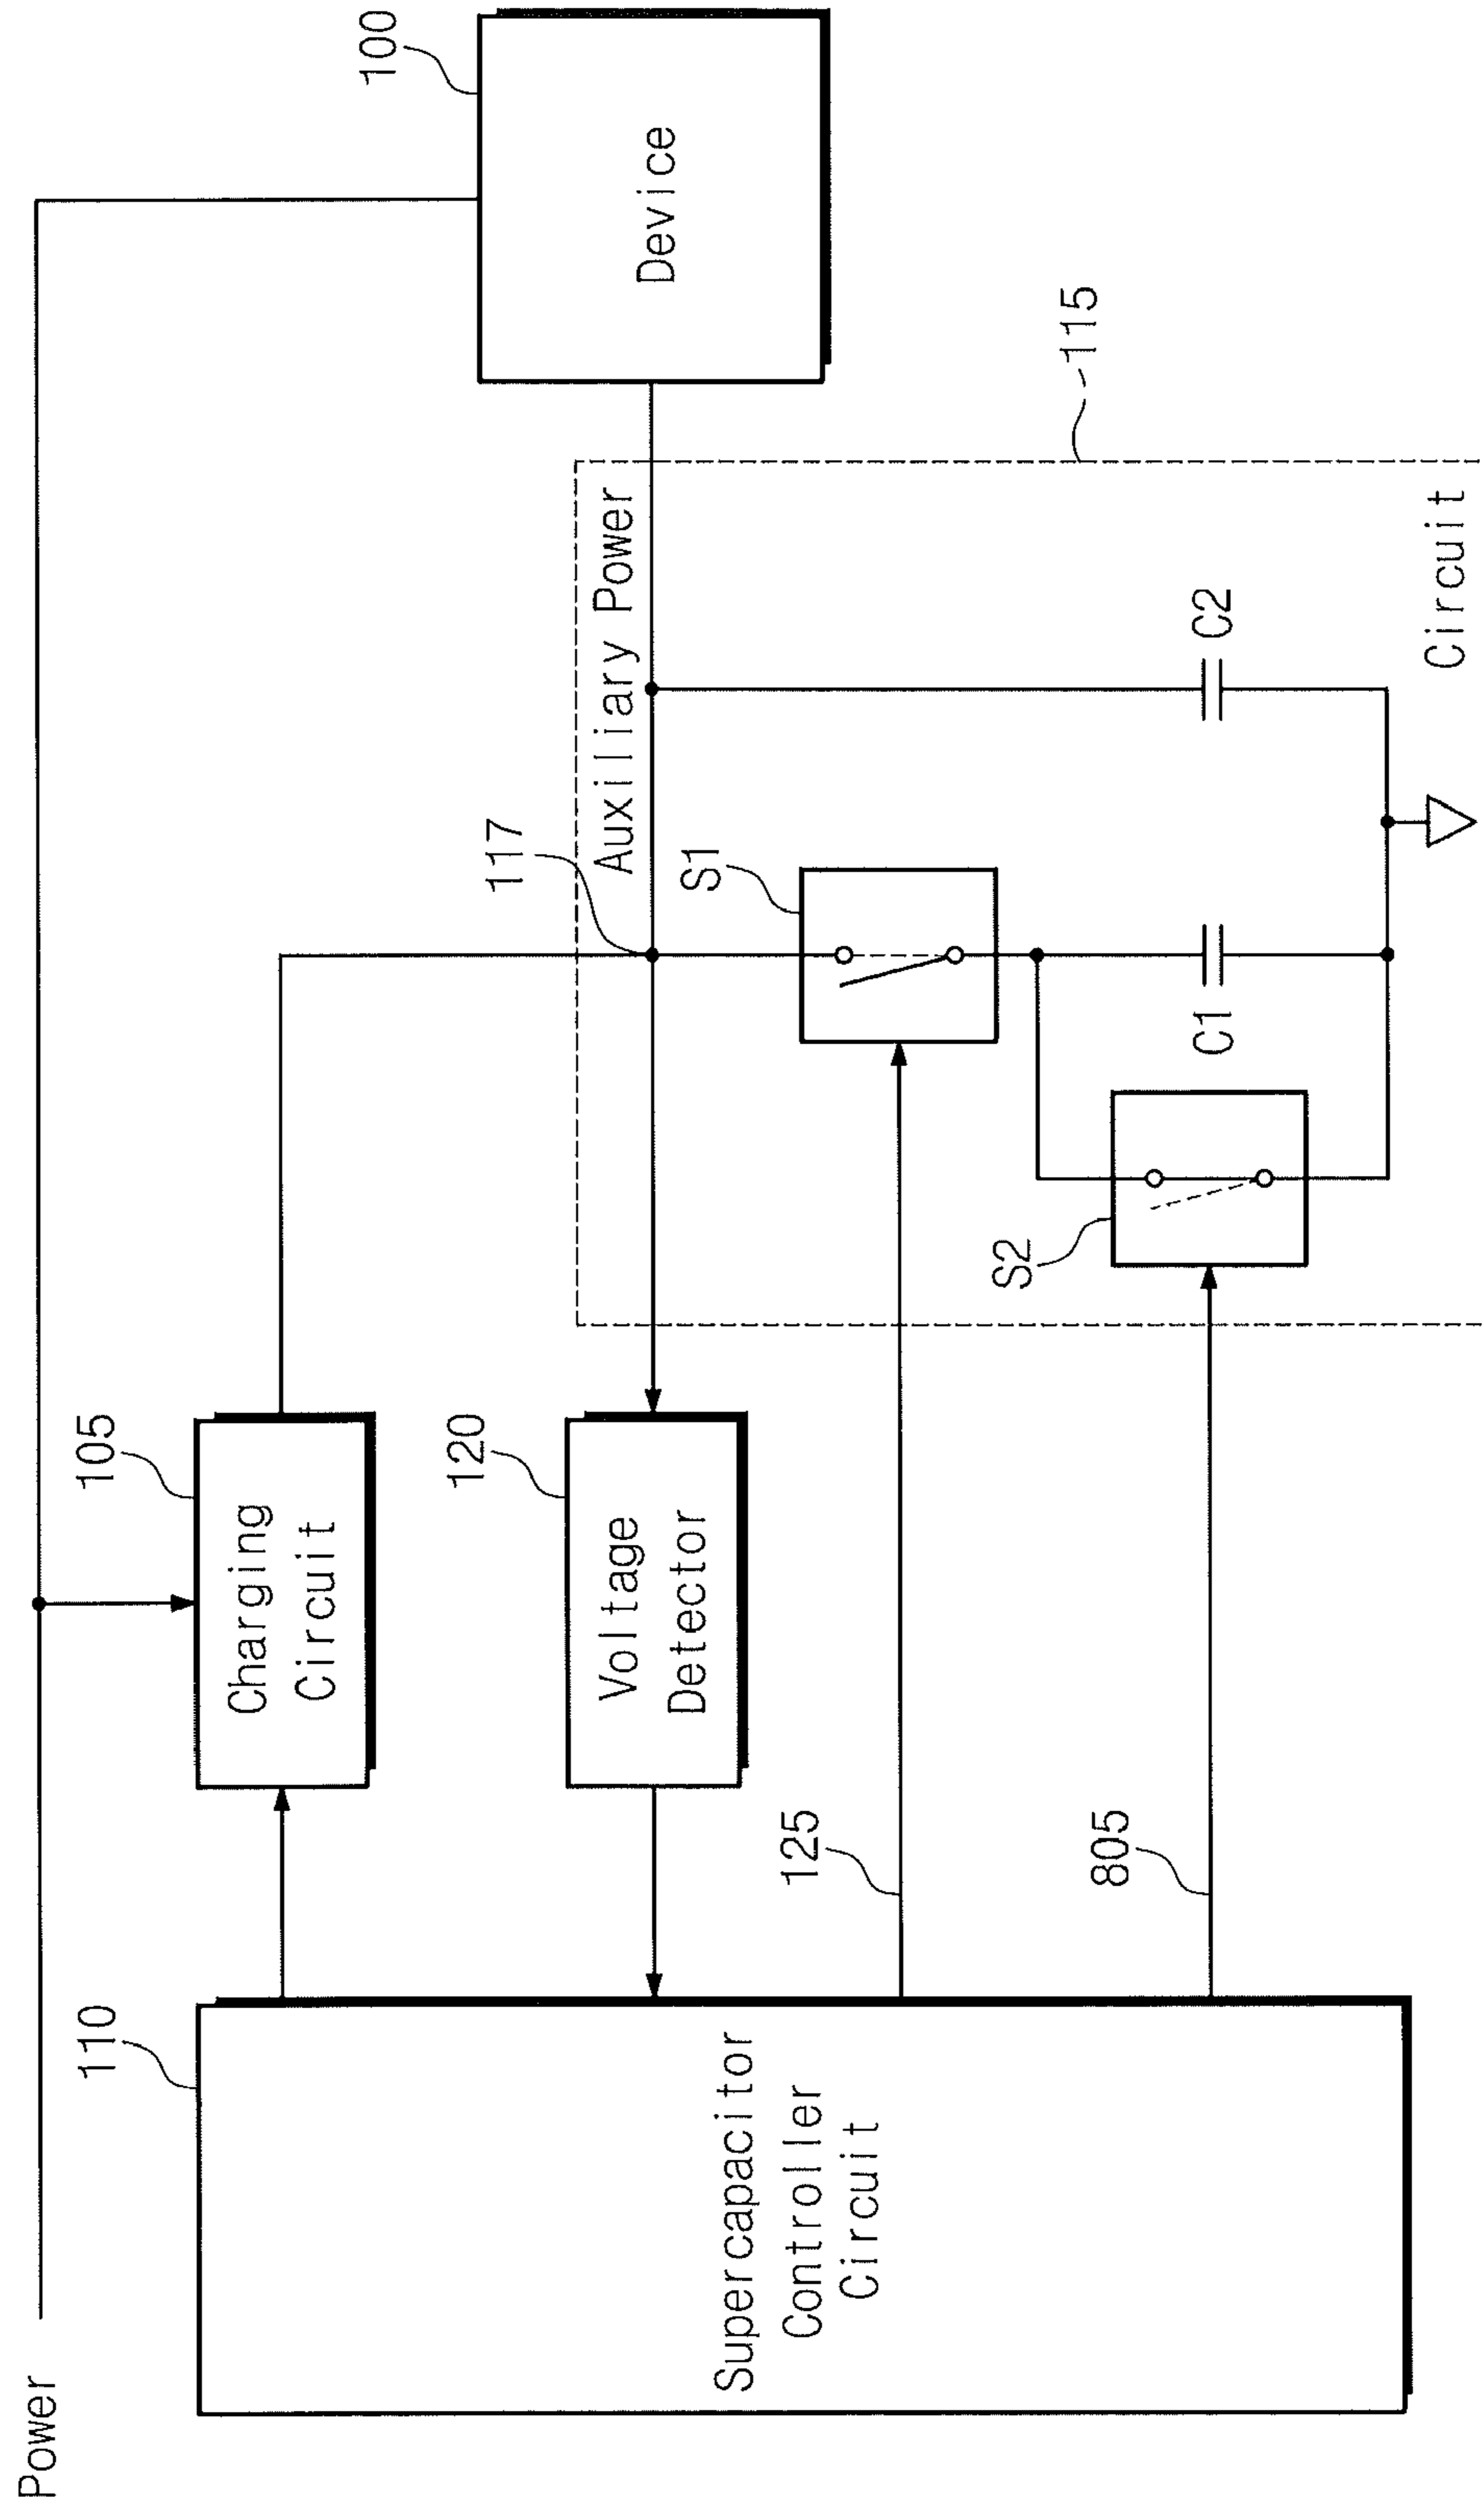 Power
110
Supercapacitor
Controller
Circuit
105
Charging
Circuit
120
Voltage
Detector
125
805
117
Auxiliary Power
S1
S2
C1
C2
Circuit
115
100
Device